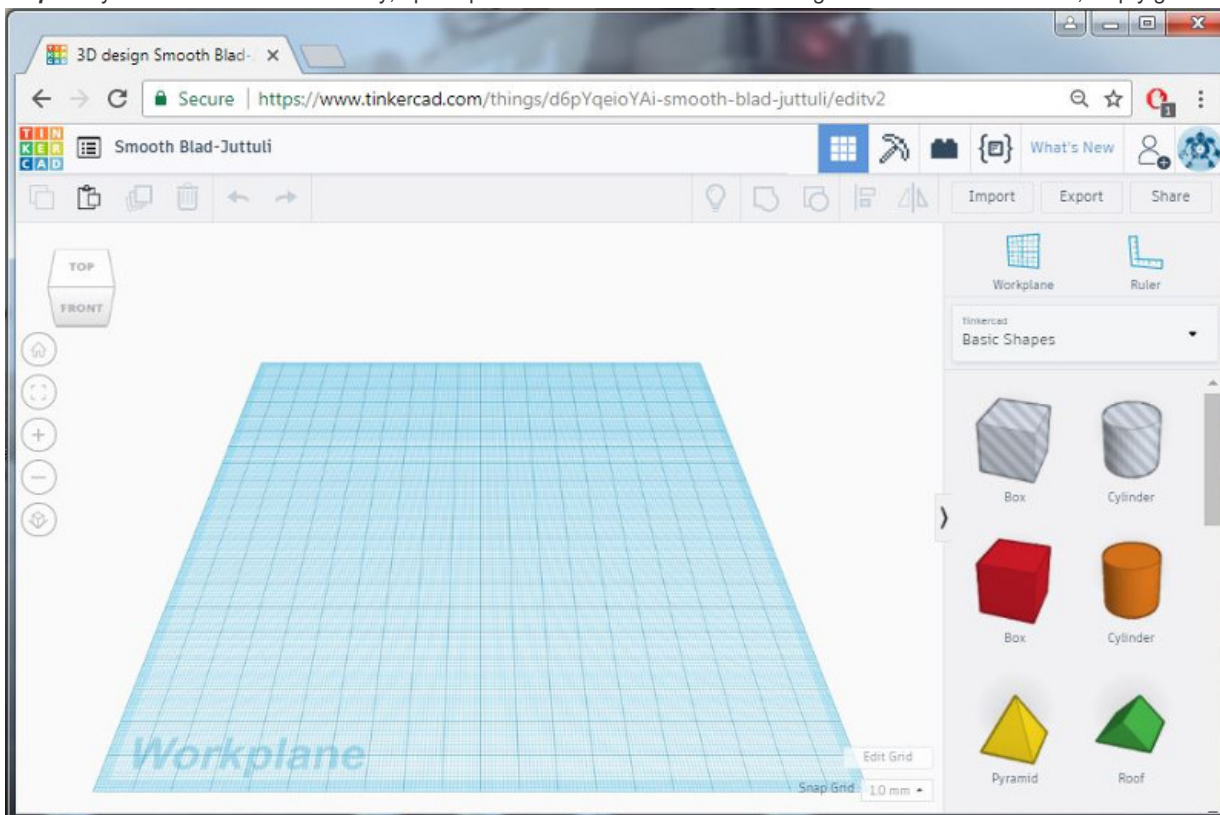 3D design Smooth Blad-
Secure | https://www.tinkercad.com/things/d6pYqeioYAi-smooth-blad-juttuli/editv2
1
TIN
KER
CAD
Smooth Blad-Juttuli
What's New
Import Export Share
TOP
FRONT
Workplane Ruler
Tinkercad
Basic Shapes
Box Cylinder
Box Cylinder
Pyramid Roof
Workplane
Edit Grid
Snap Grid 1.0 mm